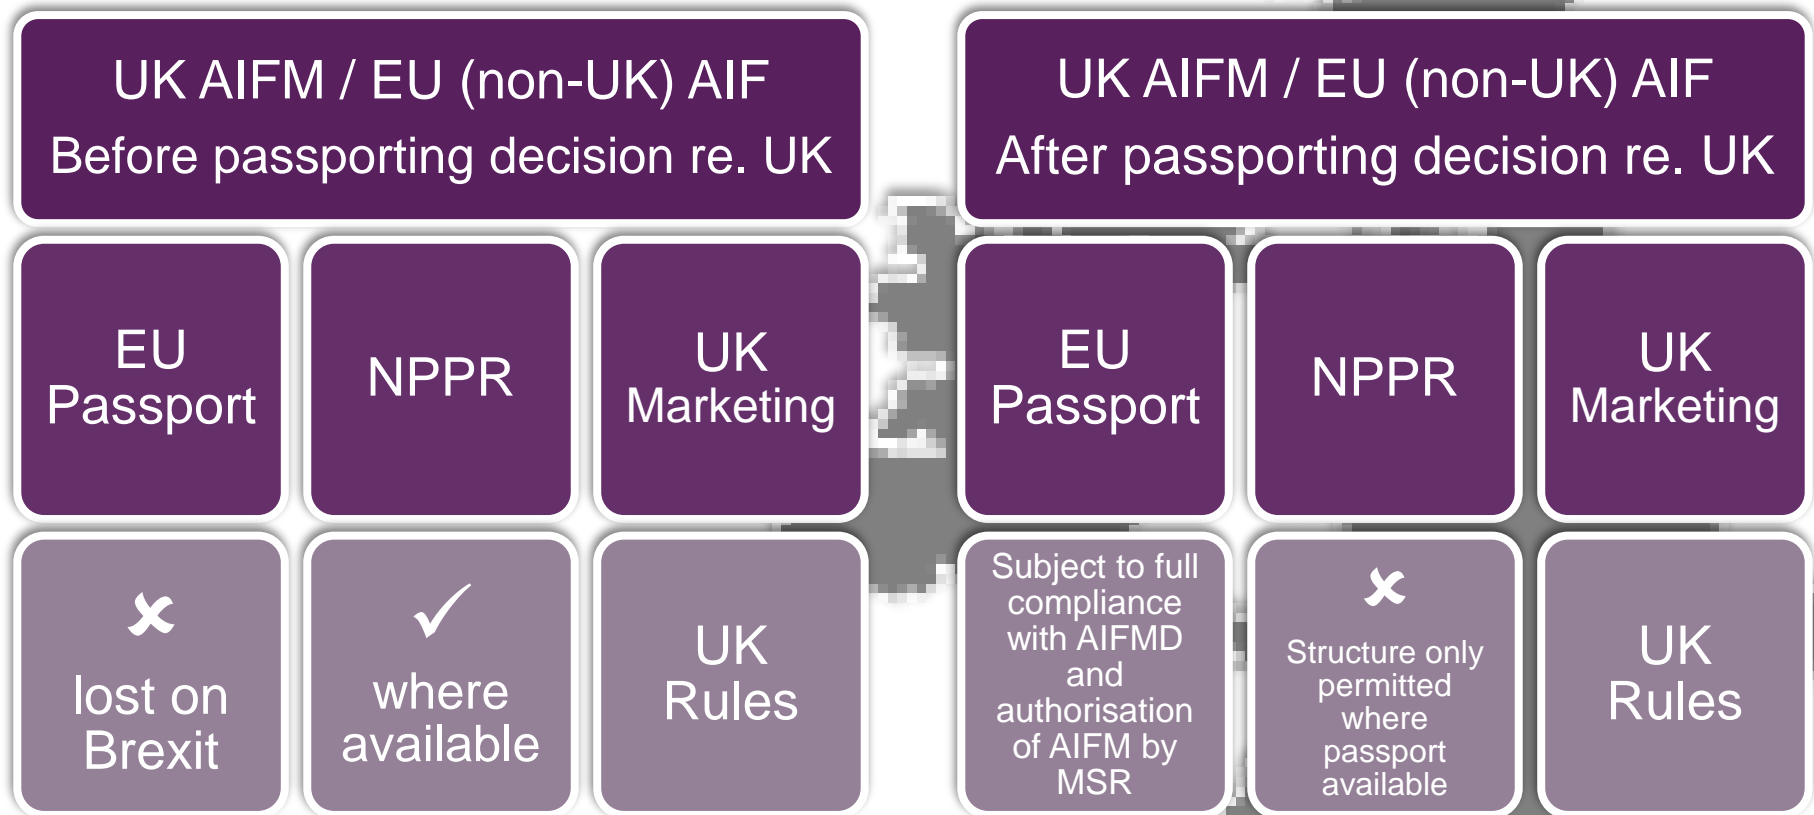 UK AIFM / EU (non-UK) AIF
Before passporting decision re. UK
EU
Passport
NPPR
UK
Marketing
✘
lost on
Brexit
✓
where
available
UK
Rules
UK AIFM / EU (non-UK) AIF
After passporting decision re. UK
EU
Passport
NPPR
UK
Marketing
Subject to full
compliance
with AIFMD
and
authorisation
of AIFM by
MSR
✘
Structure only
permitted
where
passport
available
UK
Rules